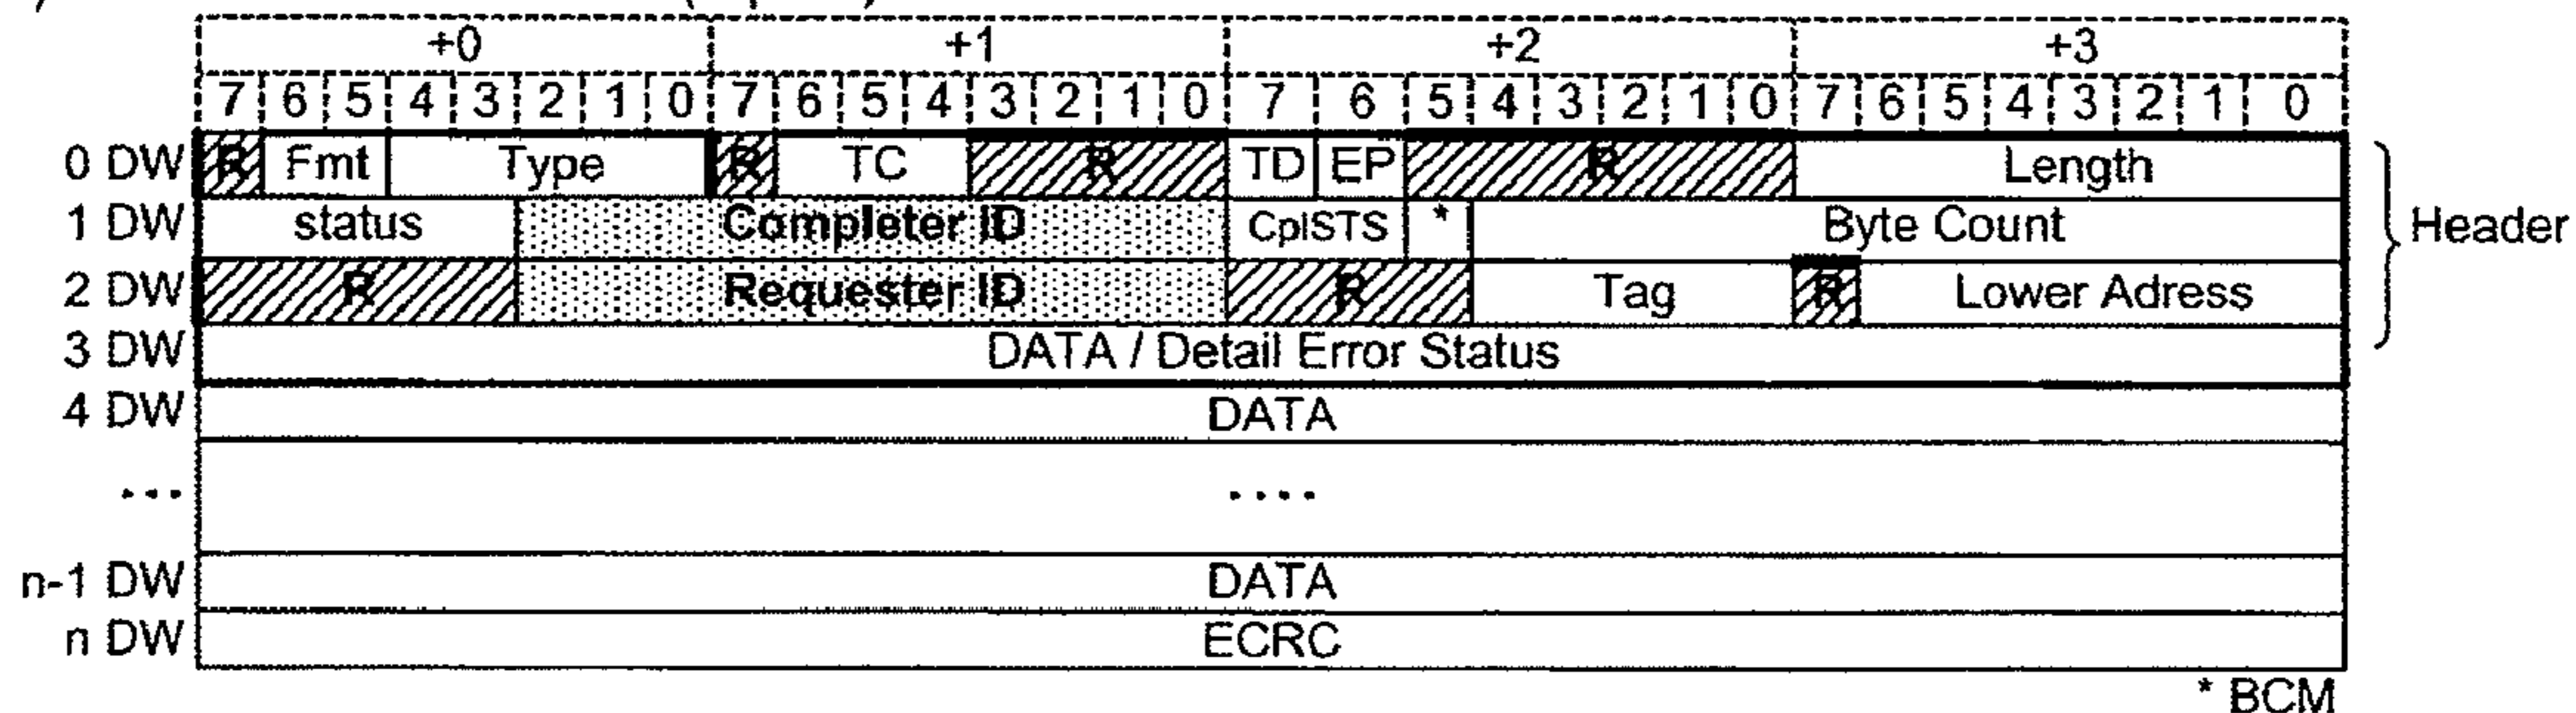 +0 +1 +2 +3
7 6 5 4 3 2 1 0 7 6 5 4 3 2 1 0 7 6 5 4 3 2 1 0 7 6 5 4 3 2 1 0
0 DW R Fmt Type R TC R TD EP R Length
1 DW status Completer ID CplSTS * Byte Count
Header
2 DW R Requester ID R Tag R Lower Adress
3 DW DATA / Detail Error Status
4 DW DATA
... ....
n-1 DW DATA
n DW ECRC
* BCM